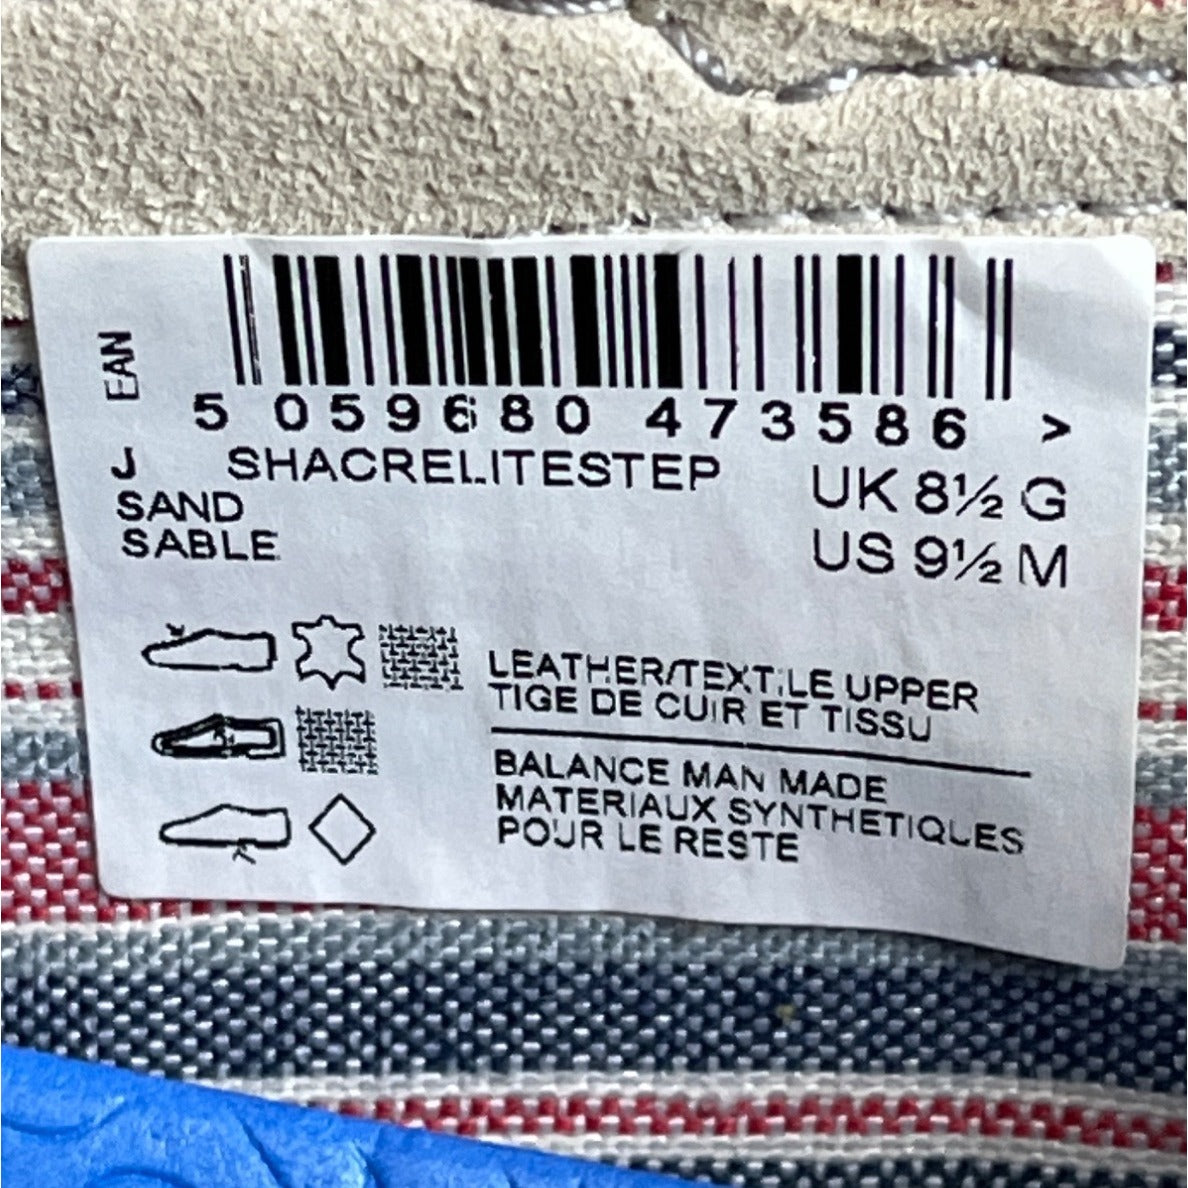 EAN
5 059680 473586 >
J SHACRELITESTEP UK 8½ G
SAND
SABLE US 9½ M
LEATHER/TEXTILE UPPER
TIGE DE CUIR ET TISSU
BALANCE MAN MADE
MATERIAUX SYNTHETIQUES
POUR LE RESTE